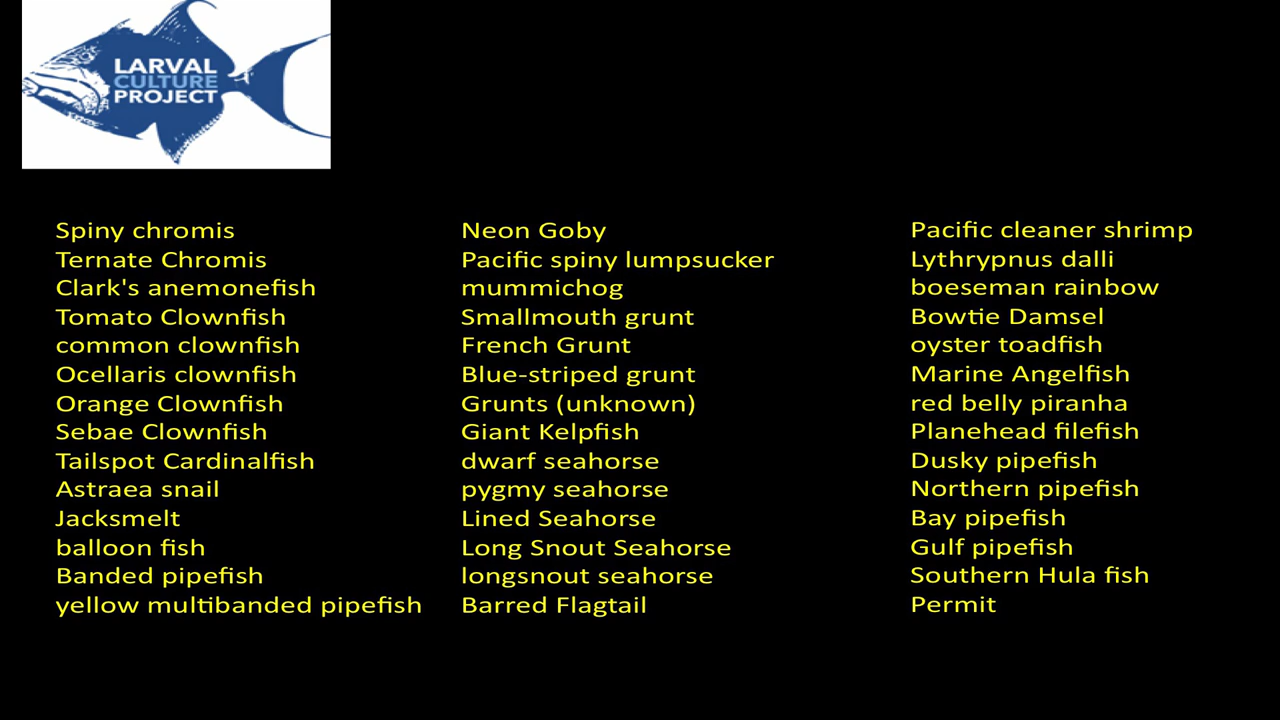 LARVAL
CULTURE
PROJECT
Spiny chromis
Ternate Chromis
Clark's anemonefish
Tomato Clownfish
common clownfish
Ocellaris clownfish
Orange Clownfish
Sebae Clownfish
Tailspot Cardinalfish
Astraea snail
Jacksmelt
balloon fish
Banded pipefish
yellow multibanded pipefish
Neon Goby
Pacific spiny lumpsucker
mummichog
Smallmouth grunt
French Grunt
Blue-striped grunt
Grunts (unknown)
Giant Kelpfish
dwarf seahorse
pygmy seahorse
Lined Seahorse
Long Snout Seahorse
longsnout seahorse
Barred Flagtail
Pacific cleaner shrimp
Lythrypnus dalli
boeseman rainbow
Bowtie Damsel
oyster toadfish
Marine Angelfish
red belly piranha
Planehead filefish
Dusky pipefish
Northern pipefish
Bay pipefish
Gulf pipefish
Southern Hula fish
Permit